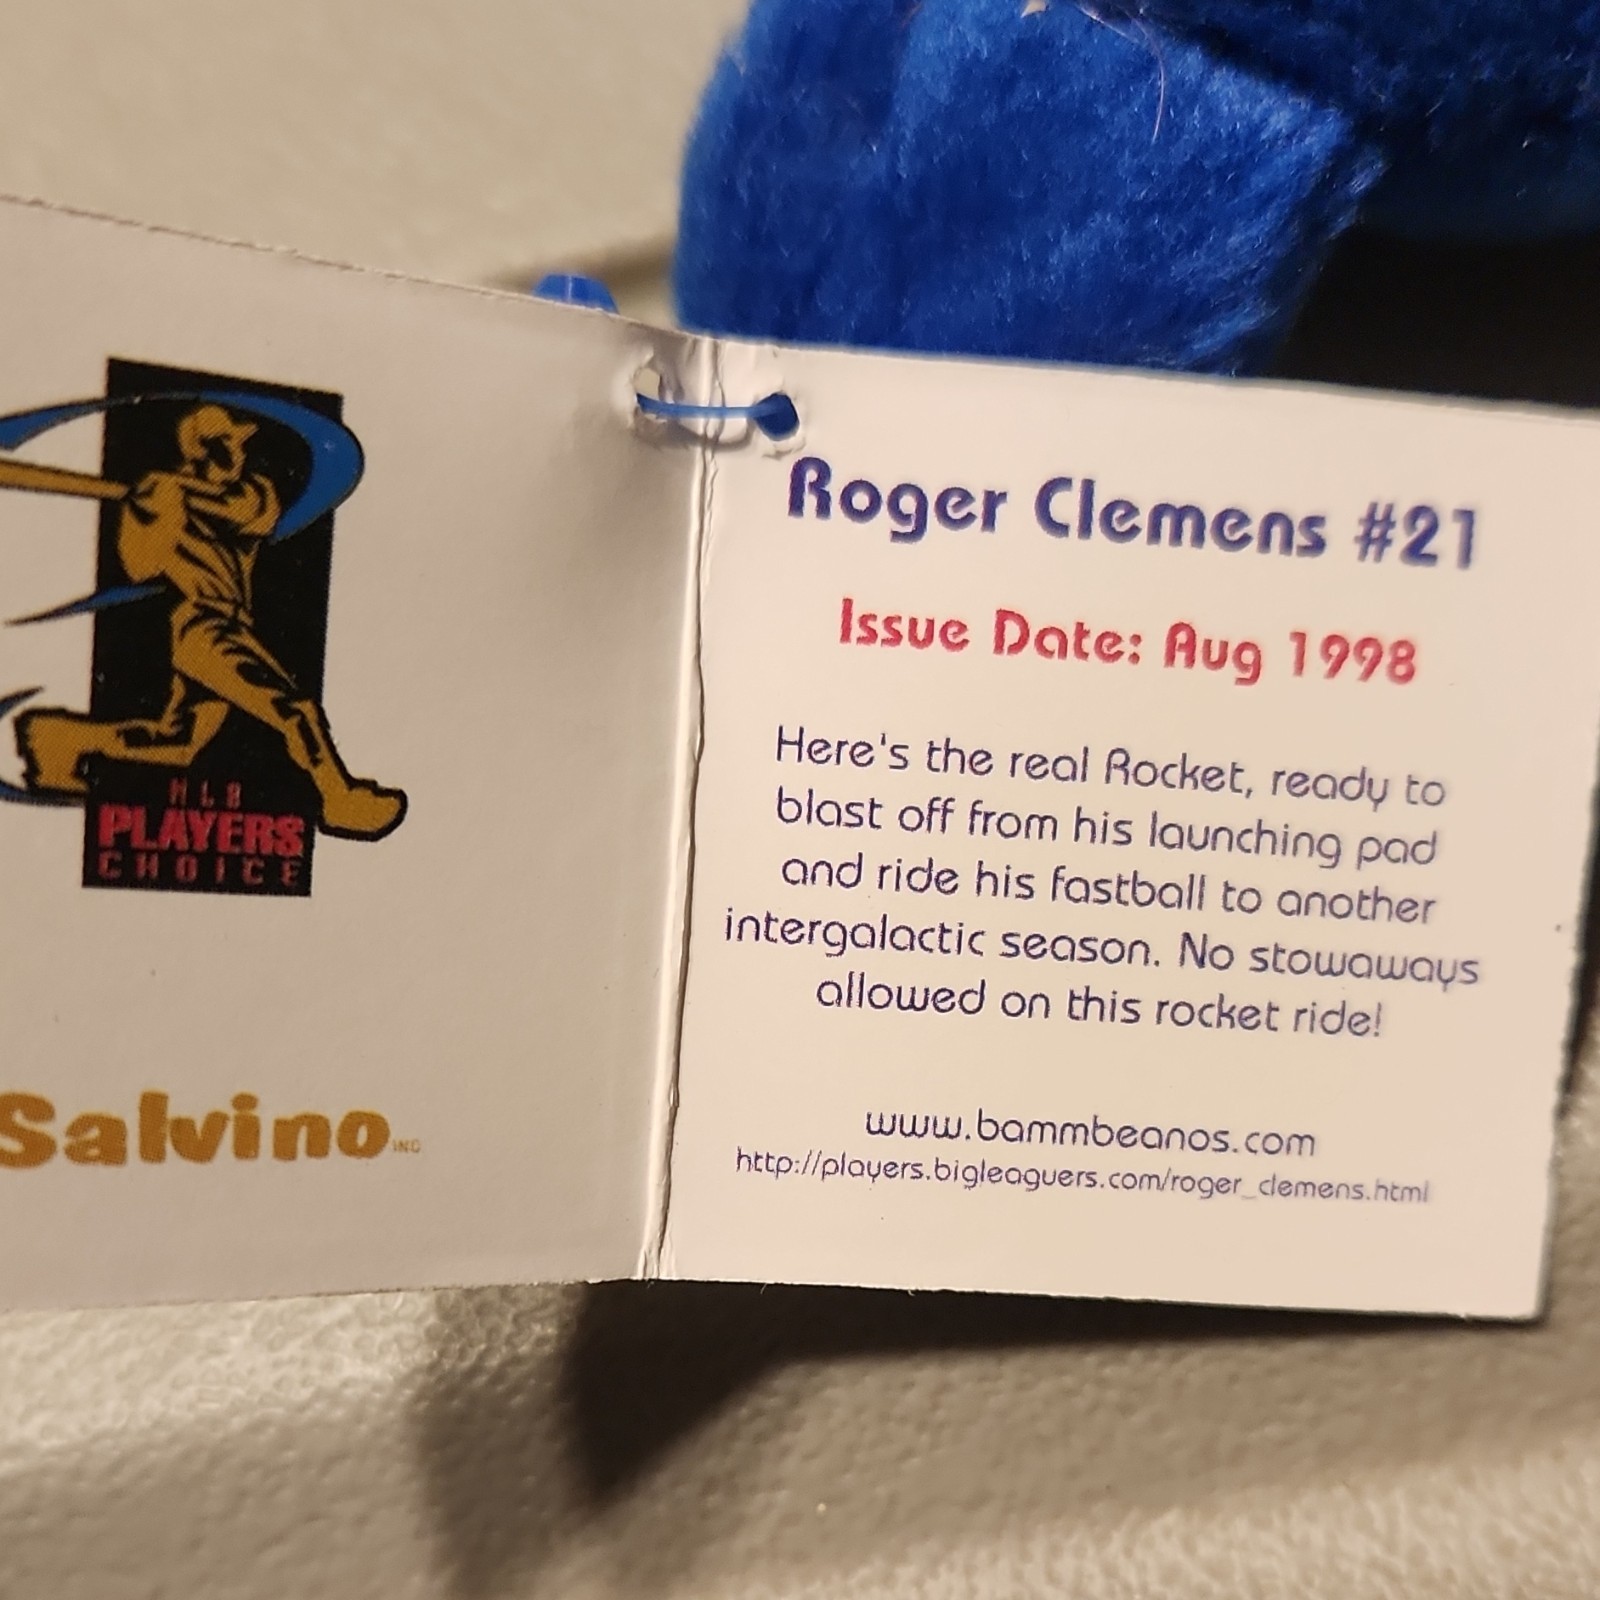 MLB
PLAYERS
CHOICE
Salvino INC
Roger Clemens #21
Issue Date: Aug 1998
Here's the real Rocket, ready to
blast off from his launching pad
and ride his fastball to another
intergalactic season. No stowaways
allowed on this rocket ride!
www.bammbeanos.com
http://players.bigleaguers.com/roger_clemens.html